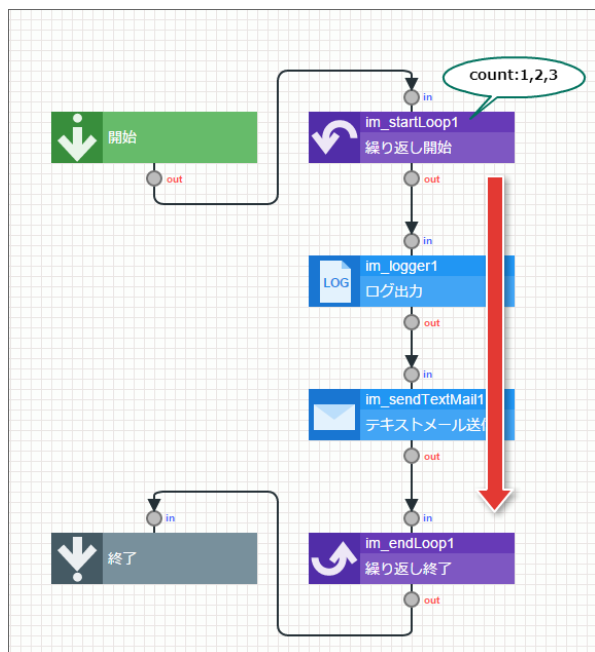 count:1,2,3
in
im_startLoop1
開始
繰り返し開始
out
out
in
im_logger1
LOG
ログ出力
out
in
im_sendTextMail1
テキストメール送信
out
in
in
im_endLoop1
終了
繰り返し終了
out